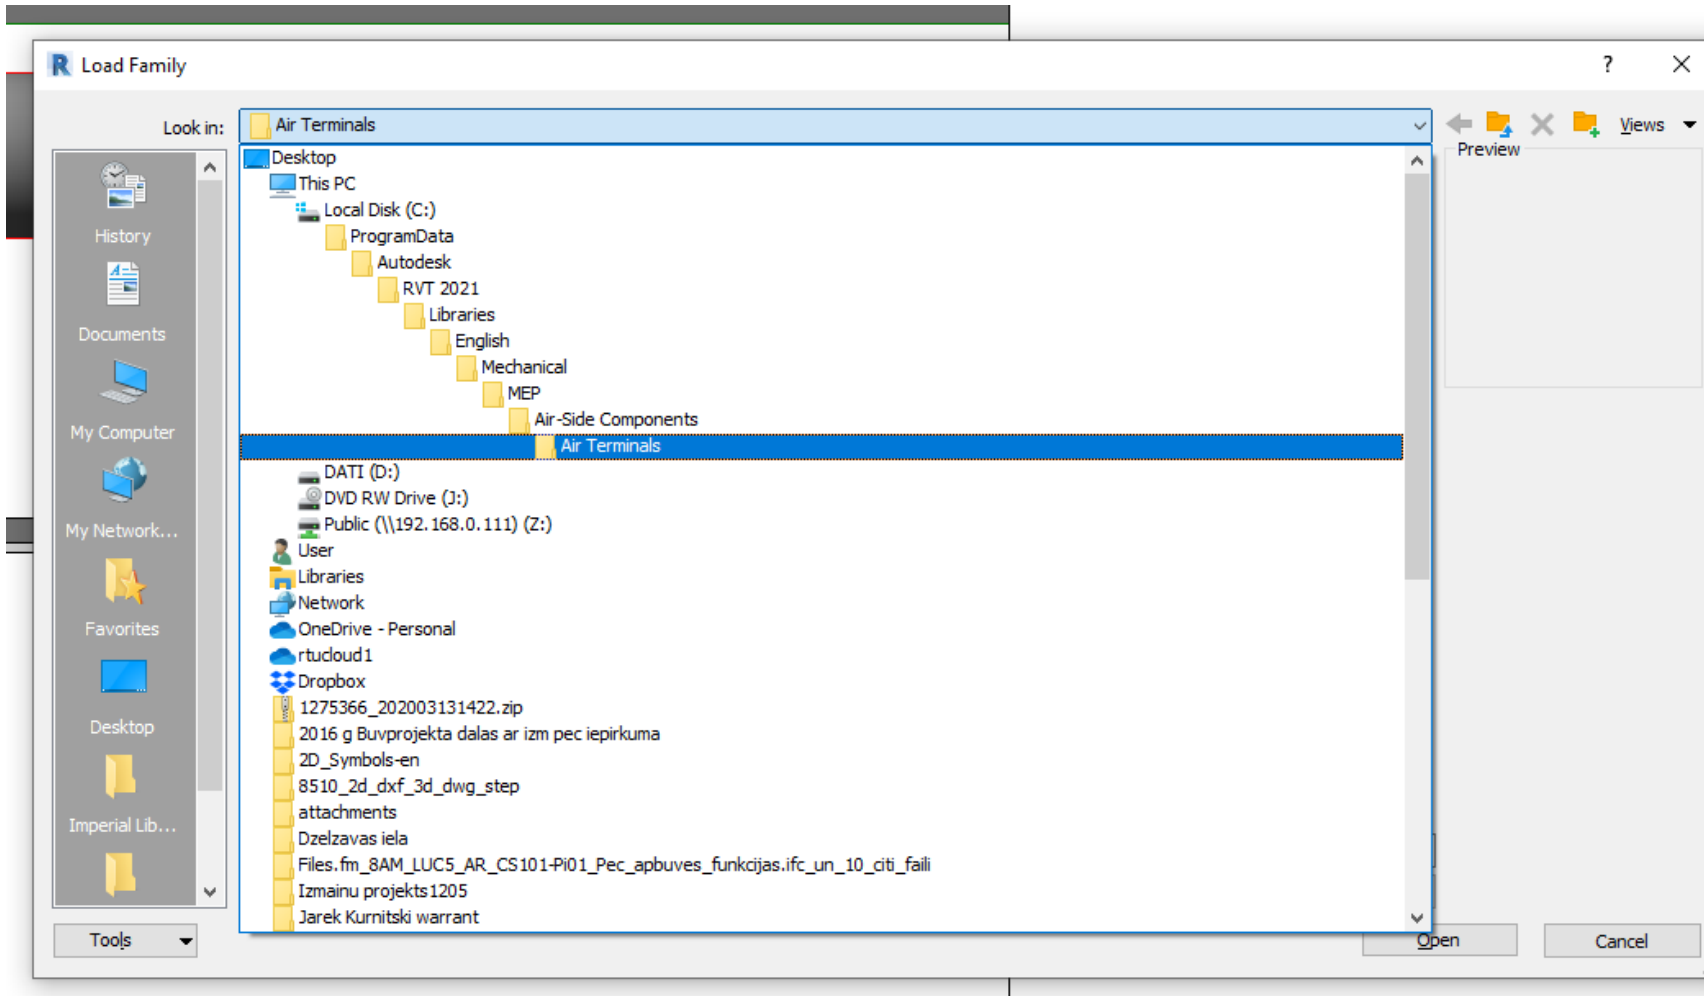 R Load Family
?
Look in:
Air Terminals
Views
Preview
History
Documents
My Computer
My Network...
Favorites
Desktop
Imperial Lib...
Desktop
This PC
Local Disk (C:)
ProgramData
Autodesk
RVT 2021
Libraries
English
Mechanical
MEP
Air-Side Components
Air Terminals
DATI (D:)
DVD RW Drive (J:)
Public (\\192.168.0.111) (Z:)
User
Libraries
Network
OneDrive - Personal
rtucloud1
Dropbox
1275366_202003131422.zip
2016 g Buvprojekta dalas ar izm pec iepirkuma
2D_Symbols-en
8510_2d_dxf_3d_dwg_step
attachments
Dzelzavas iela
Files.fm_8AM_LUC5_AR_CS101-Pi01_Pec_apbuves_funkcijas.ifc_un_10_citi_faili
Izmainu projekts1205
Jarek Kurnitski warrant
Tools
Open
Cancel